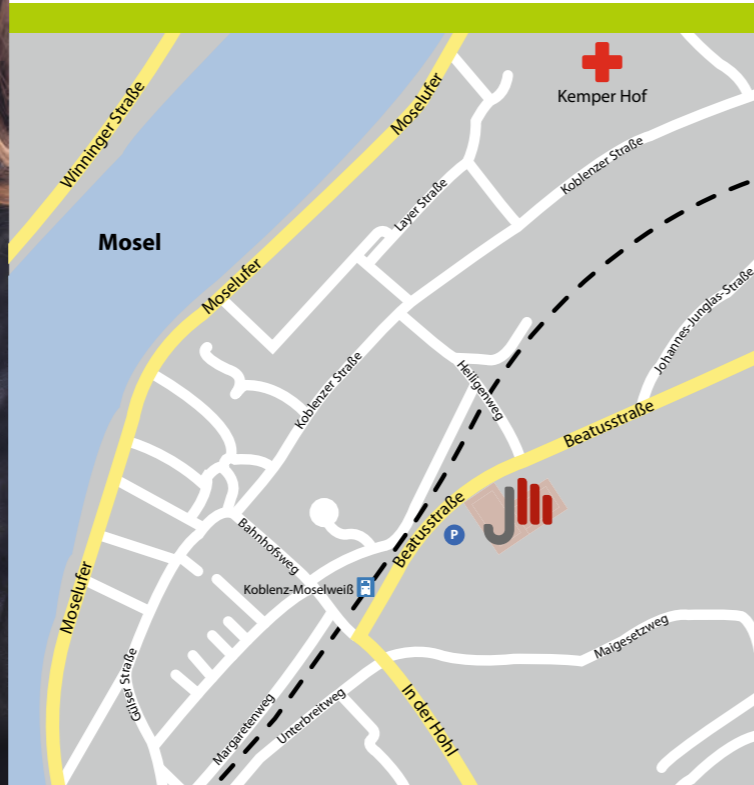 Kemper Hof
Winninger Straße
Moselufer
Koblenzer Straße
Layer Straße
Mosel
Moselufer
Johannes-Junglas-Straße
Koblenzer Straße
Heiligenweg
Beatusstraße
Beatusstraße
P
Bahnhofsweg
Koblenz-Moselweiß
Moselufer
Maigesetzweg
Gülser Straße
Margaretenweg
Unterbreitweg
In der Hohl